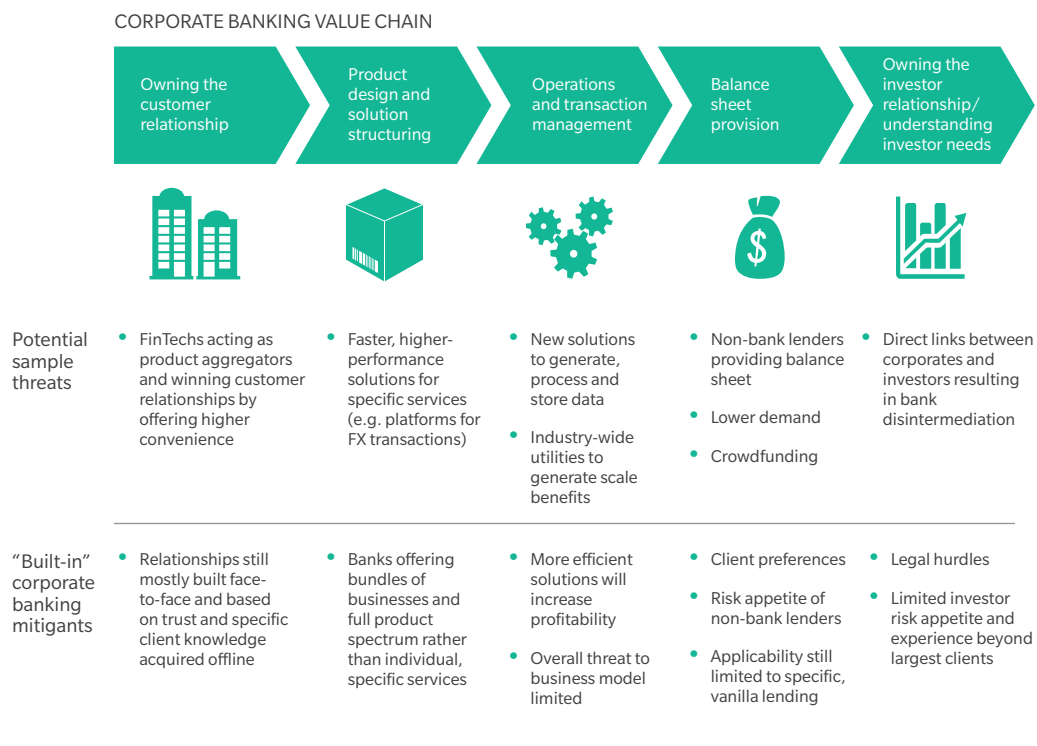 CORPORATE BANKING VALUE CHAIN
Owning the
customer
relationship
Product
design and
solution
structuring
Operations
and transaction
management
Balance
sheet
provision
Owning the
investor
relationship/
understanding
investor needs
$
Potential
sample
threats
• FinTechs acting as
product aggregators
and winning customer
relationships by
offering higher
convenience
• Faster, higher-
performance
solutions for
specific services
(e.g. platforms for
FX transactions)
• New solutions
to generate,
process and
store data
• Industry-wide
utilities to
generate scale
benefits
• Non-bank lenders
providing balance
sheet
• Lower demand
• Crowdfunding
• Direct links between
corporates and
investors resulting
in bank
disintermediation
“Built-in”
corporate
banking
mitigants
• Relationships still
mostly built face-
to-face and based
on trust and specific
client knowledge
acquired offline
• Banks offering
bundles of
businesses and
full product
spectrum rather
than individual,
specific services
• More efficient
solutions will
increase
profitability
• Overall threat to
business model
limited
• Client preferences
• Risk appetite of
non-bank lenders
• Applicability still
limited to specific,
vanilla lending
• Legal hurdles
• Limited investor
risk appetite and
experience beyond
largest clients